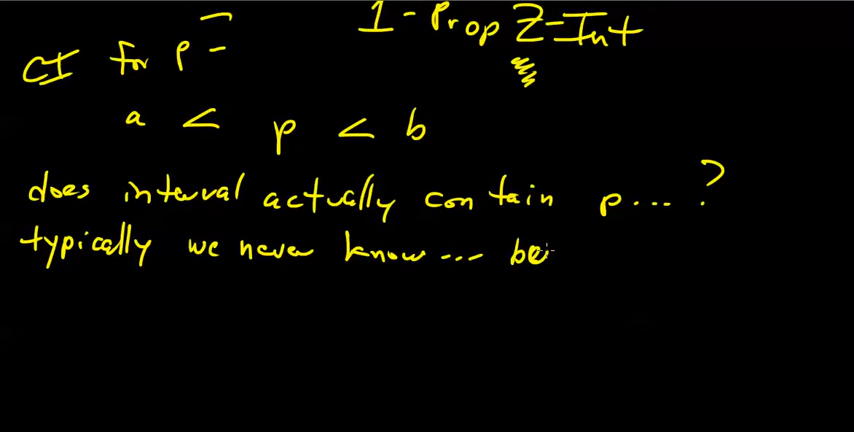 1-Prop Z-Int
CI for p =
a < p < b
does interval actually contain p...?
typically we never know...